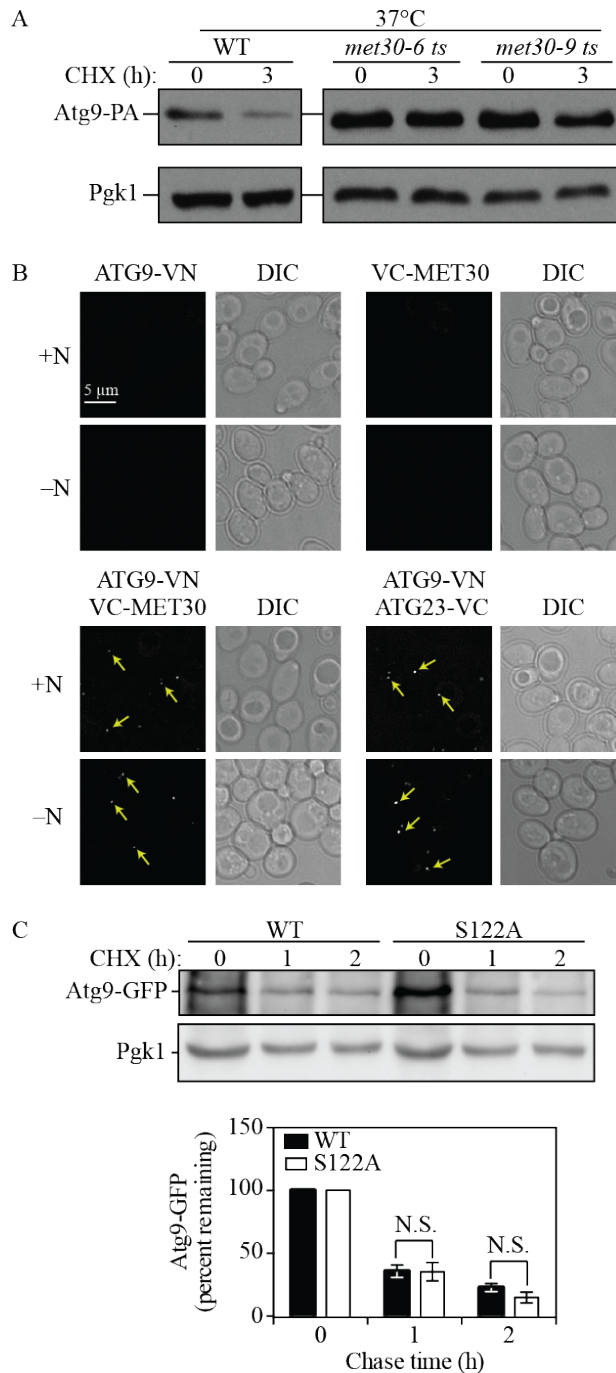 A
37°C
WT met30-6 ts met30-9 ts
CHX (h): 0 3 0 3 0 3
Atg9-PA
Pgk1
B
ATG9-VN DIC VC-MET30 DIC
+N
5 µm
–N
ATG9-VN ATG9-VN
VC-MET30 DIC ATG23-VC DIC
+N
–N
C
WT S122A
CHX (h): 0 1 2 0 1 2
Atg9-GFP
Pgk1
Atg9-GFP
(percent remaining)
150
WT
S122A
100
N.S.
N.S.
50
0
0 1 2
Chase time (h)